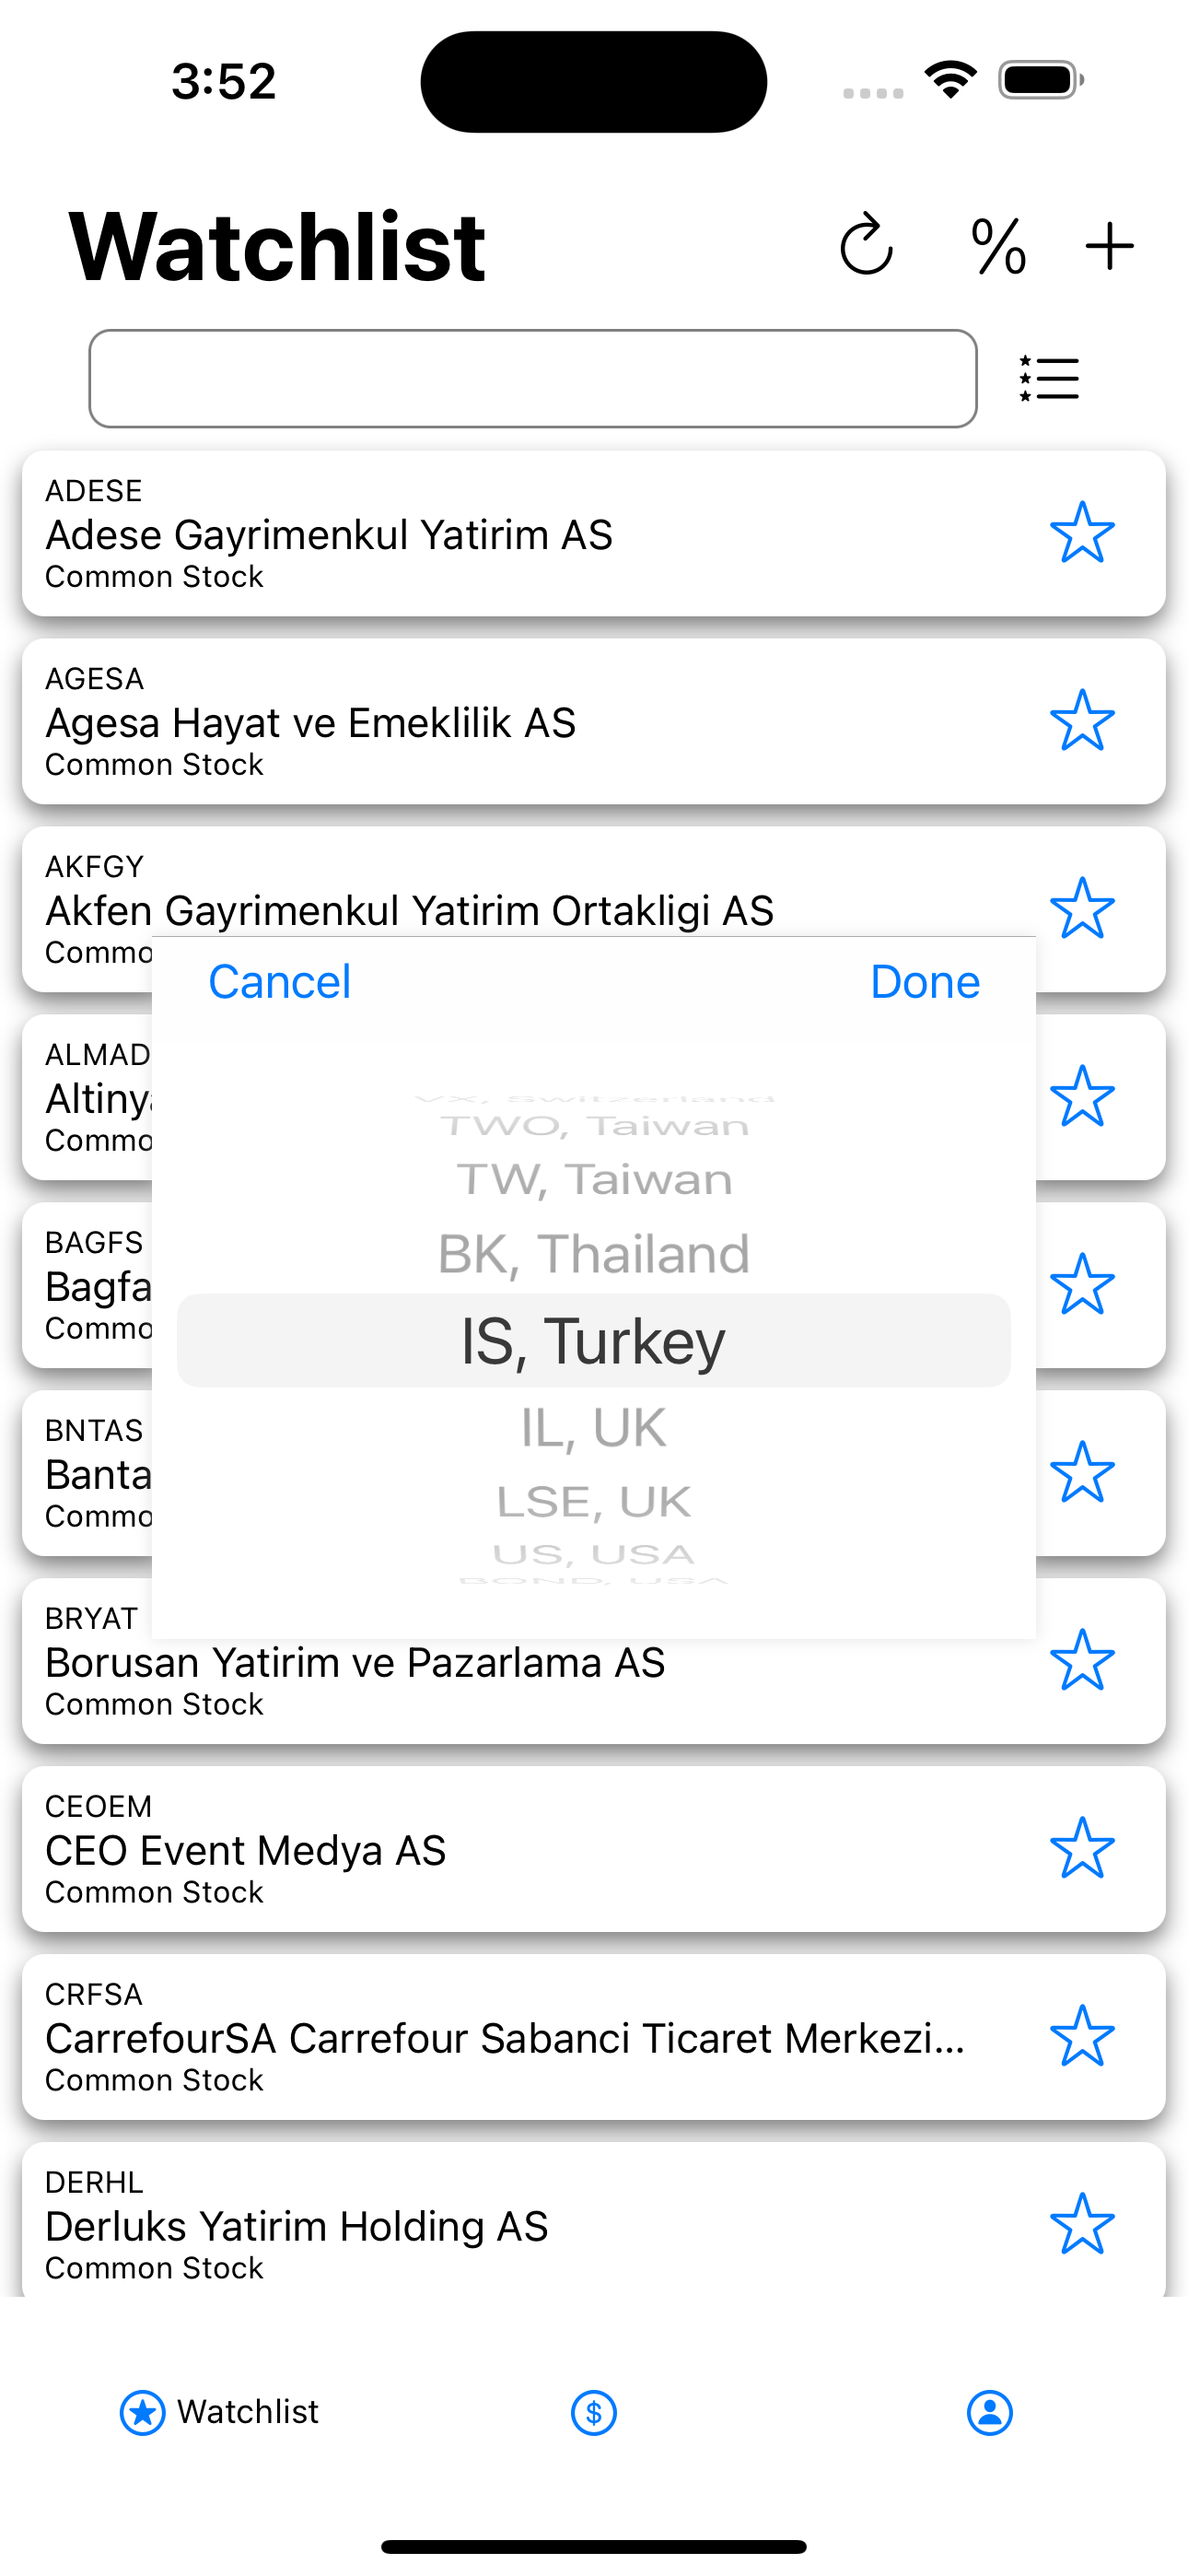 3:52
Watchlist
%
ADESE
Adese Gayrimenkul Yatirim AS
Common Stock
AGESA
Agesa Hayat ve Emeklilik AS
Common Stock
AKFGY
Akfen Gayrimenkul Yatirim Ortakligi AS
Commo
Cancel
Done
ALMAD
Altiny
Commo
VX, Switzerland
TWO, Taiwan
TW, Taiwan
BK, Thailand
IS, Turkey
IL, UK
LSE, UK
US, USA
BOND, USA
BAGFS
Bagfa
Commo
BNTAS
Banta
Commo
BRYAT
Borusan Yatirim ve Pazarlama AS
Common Stock
CEOEM
CEO Event Medya AS
Common Stock
CRFSA
CarrefourSA Carrefour Sabanci Ticaret Merkezi...
Common Stock
DERHL
Derluks Yatirim Holding AS
Common Stock
Watchlist
$